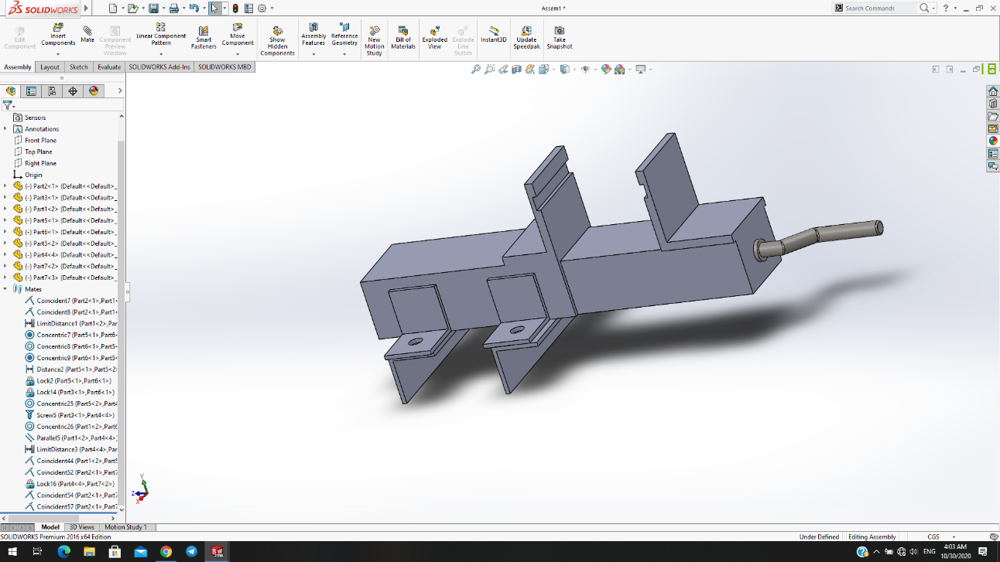 SOLIDWORKS
Assem1 *
Search Commands
Edit Component
Insert Components
Mate
Component Preview Window
Linear Component Pattern
Smart Fasteners
Move Component
Show Hidden Components
Assembly Features
Reference Geometry
New Motion Study
Bill of Materials
Exploded View
Explode Line Sketch
Instant3D
Update Speedpak
Take Snapshot
Assembly Layout Sketch Evaluate SOLIDWORKS Add-Ins SOLIDWORKS MBD
Sensors
Annotations
Front Plane
Top Plane
Right Plane
Origin
(-) Part2<1> (Default<<Default>_
(-) Part3<1> (Default<<Default>_
(-) Part1<2> (Default<<Default>_
(-) Part5<1> (Default<<Default>_
(-) Part6<1> (Default<<Default>_
(-) Part5<2> (Default<<Default>_
(-) Part4<4> (Default<<Default>_
(-) Part7<2> (Default<<Default>_
(-) Part7<3> (Default<<Default>_
Mates
Coincident7 (Part2<1>,Part1<
Coincident8 (Part2<1>,Part1<
LimitDistance1 (Part1<2>,Par
Concentric7 (Part5<1>,Part6<
Concentric8 (Part6<1>,Part5<
Concentric9 (Part6<1>,Part5<
Distance2 (Part5<1>,Part5<2>
Lock2 (Part5<1>,Part6<1>)
Lock14 (Part3<1>,Part6<1>)
Concentric25 (Part5<2>,Part4
Screw5 (Part3<1>,Part4<4>)
Concentric26 (Part1<2>,Part6
Parallel5 (Part1<2>,Part4<4>)
LimitDistance3 (Part4<4>,Par
Coincident44 (Part1<2>,Part5
Coincident52 (Part2<1>,Part7
Lock16 (Part4<4>,Part7<2>)
Coincident54 (Part2<1>,Part7
Coincident57 (Part2<1>,Part7
Y
Z
X
Model 3D Views Motion Study 1
SOLIDWORKS Premium 2016 x64 Edition
Under Defined Editing Assembly CGS
ENG
4:03 AM
10/30/2020